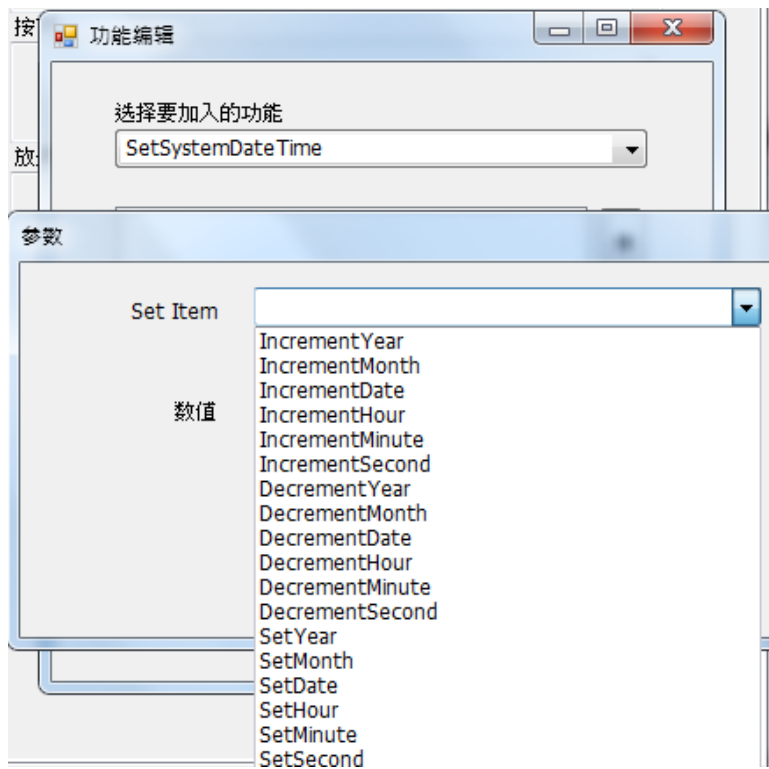 按
功能编辑
选择要加入的功能
SetSystemDateTime
放
参数
Set Item
IncrementYear
IncrementMonth
IncrementDate
数值
IncrementHour
IncrementMinute
IncrementSecond
DecrementYear
DecrementMonth
DecrementDate
DecrementHour
DecrementMinute
DecrementSecond
SetYear
SetMonth
SetDate
SetHour
SetMinute
SetSecond